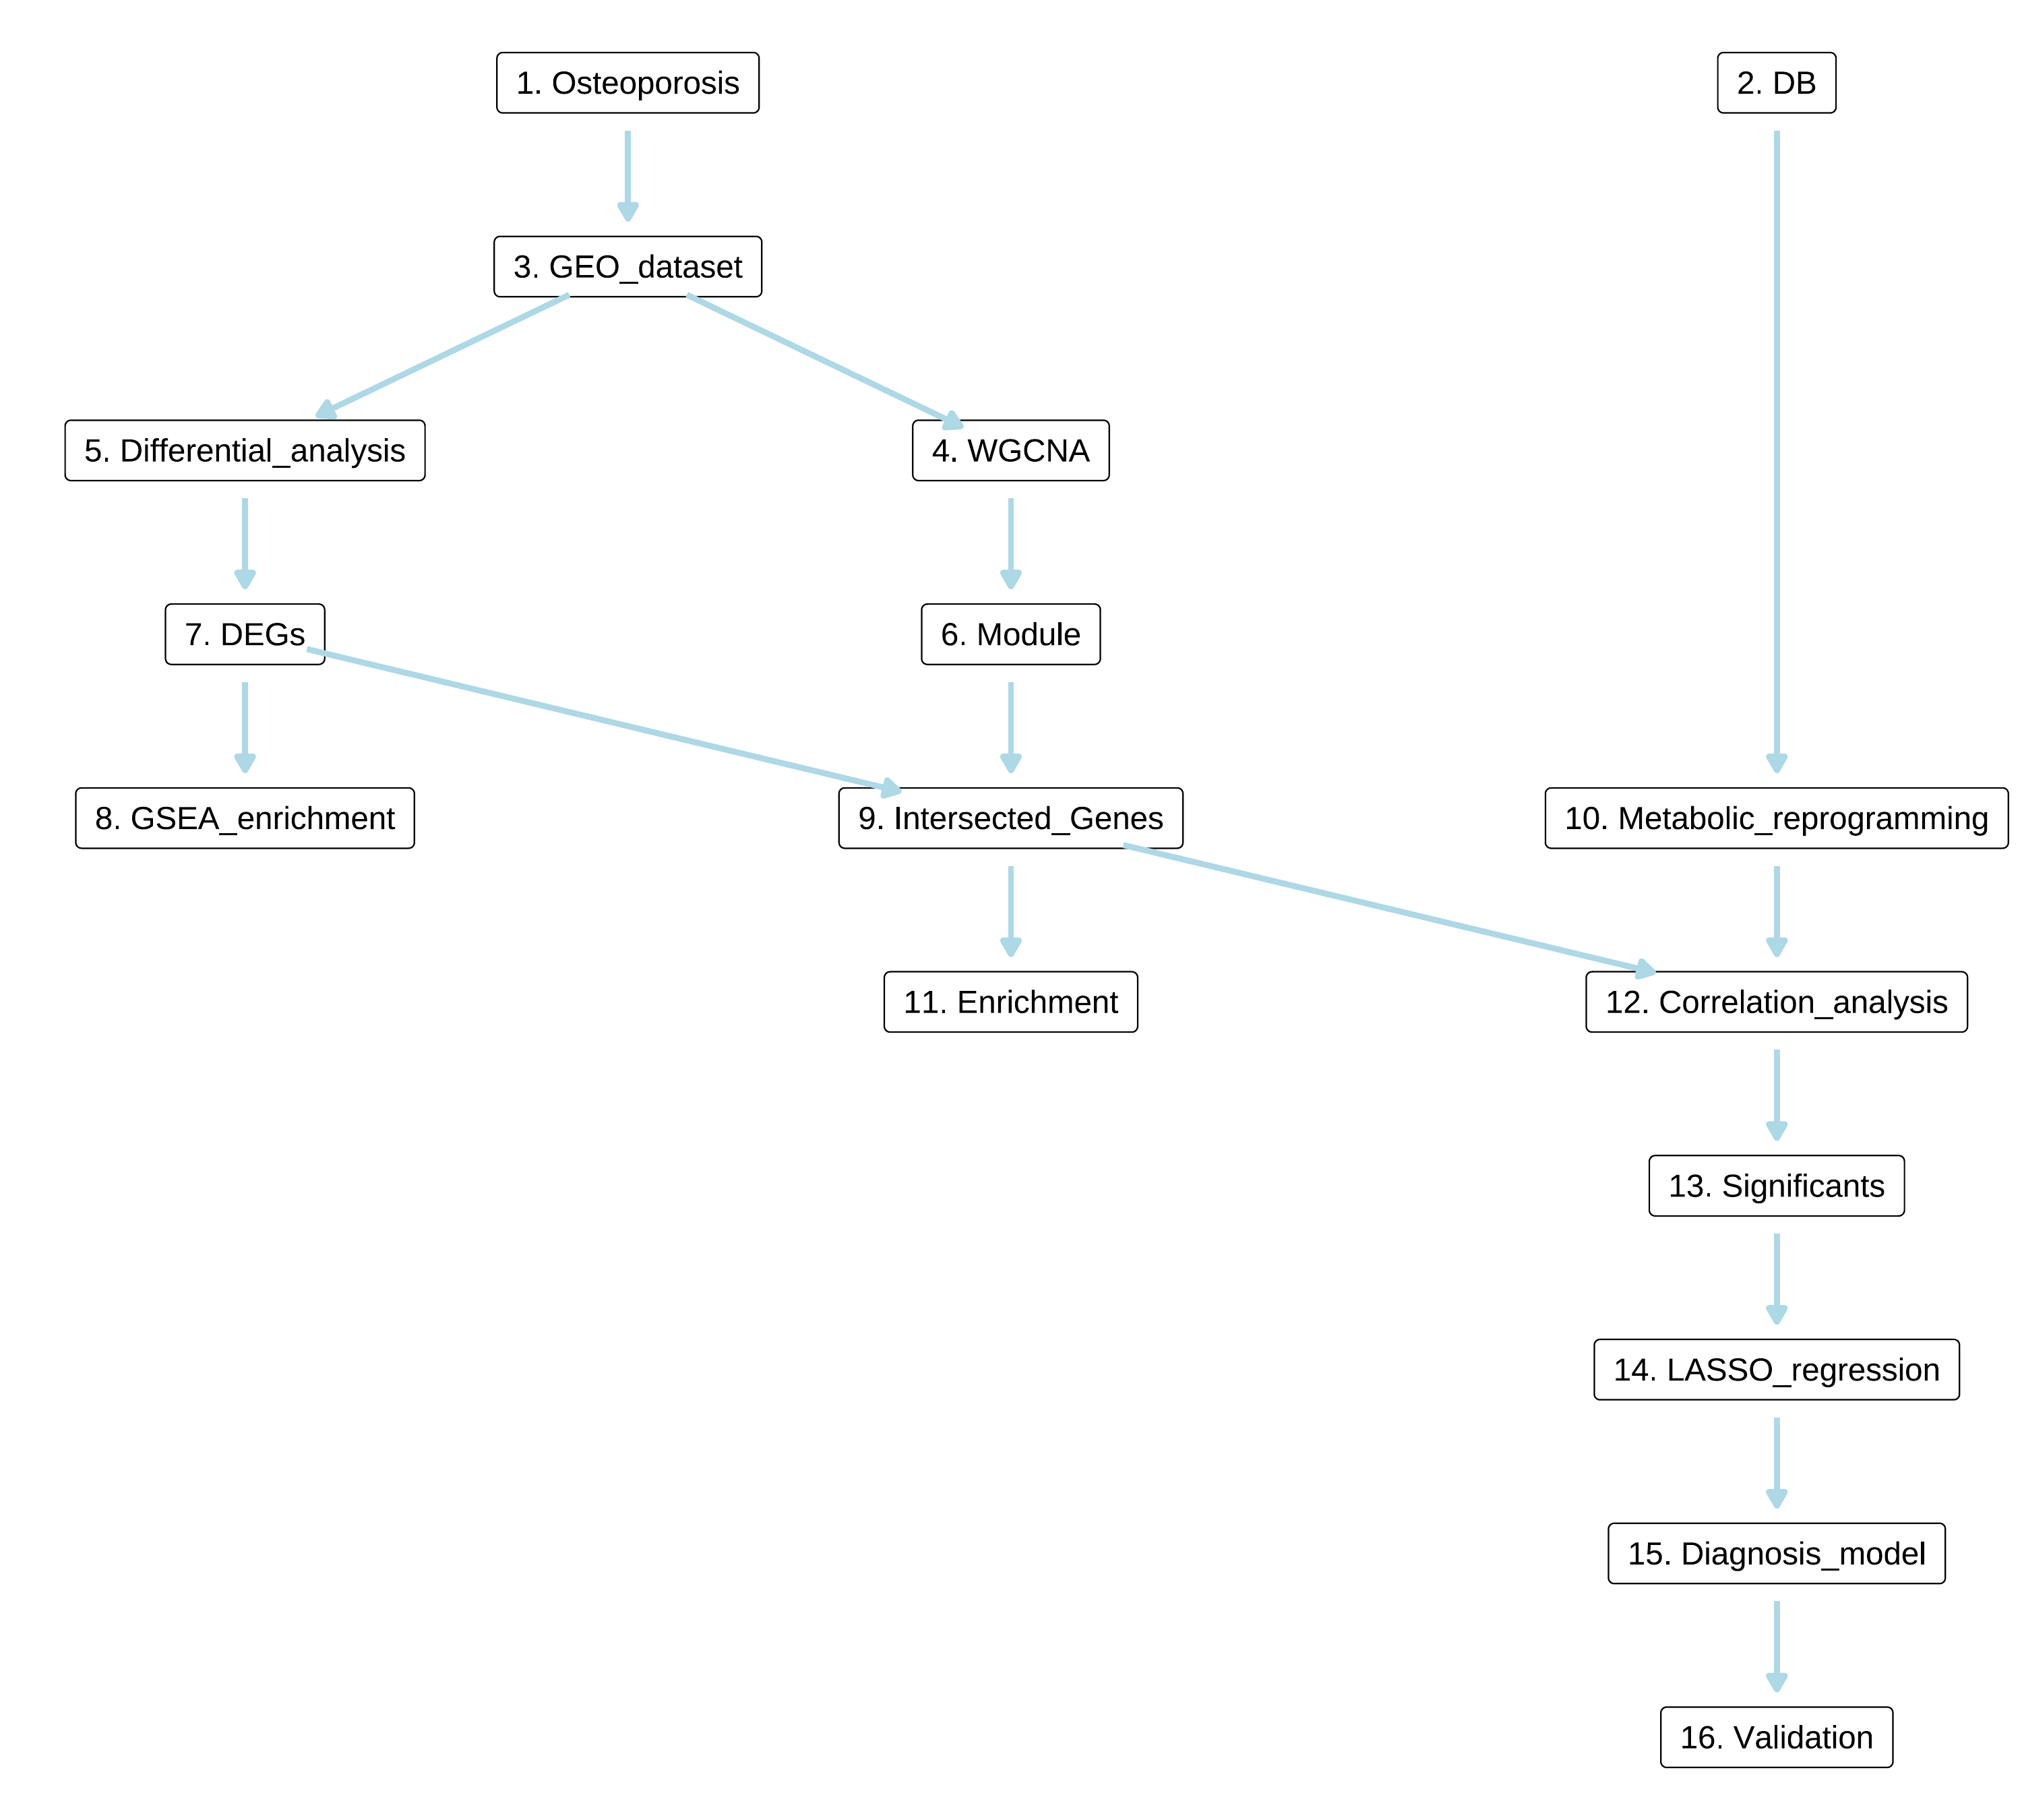 1. Osteoporosis
2. DB
3. GEO_dataset
5. Differential_analysis
4. WGCNA
7. DEGs
6. Module
8. GSEA_enrichment
9. Intersected_Genes
10. Metabolic_reprogramming
11. Enrichment
12. Correlation_analysis
13. Significants
14. LASSO_regression
15. Diagnosis_model
16. Validation